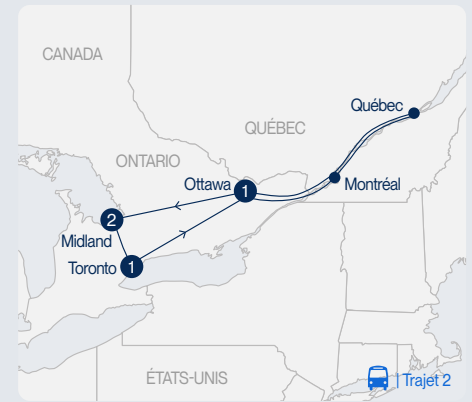 CANADA
Québec
QUÉBEC
ONTARIO
Ottawa
1
Montréal
2
Midland
Toronto
1
ÉTATS-UNIS
| Trajet 2